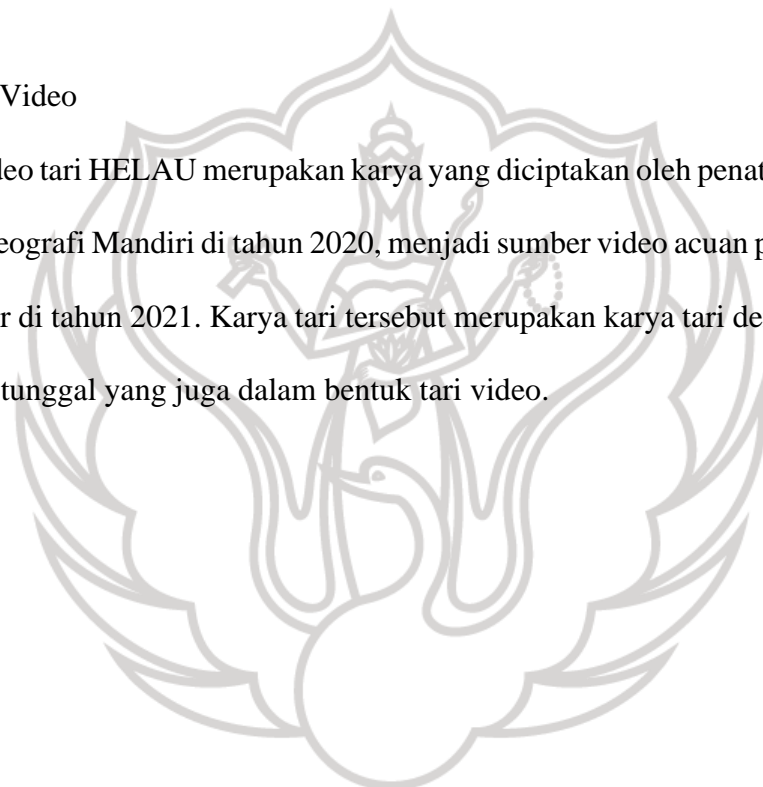 Video
deo tari HELAU merupakan karya yang diciptakan oleh penat
eografi Mandiri di tahun 2020, menjadi sumber video acuan p
r di tahun 2021. Karya tari tersebut merupakan karya tari de
tunggal yang juga dalam bentuk tari video.